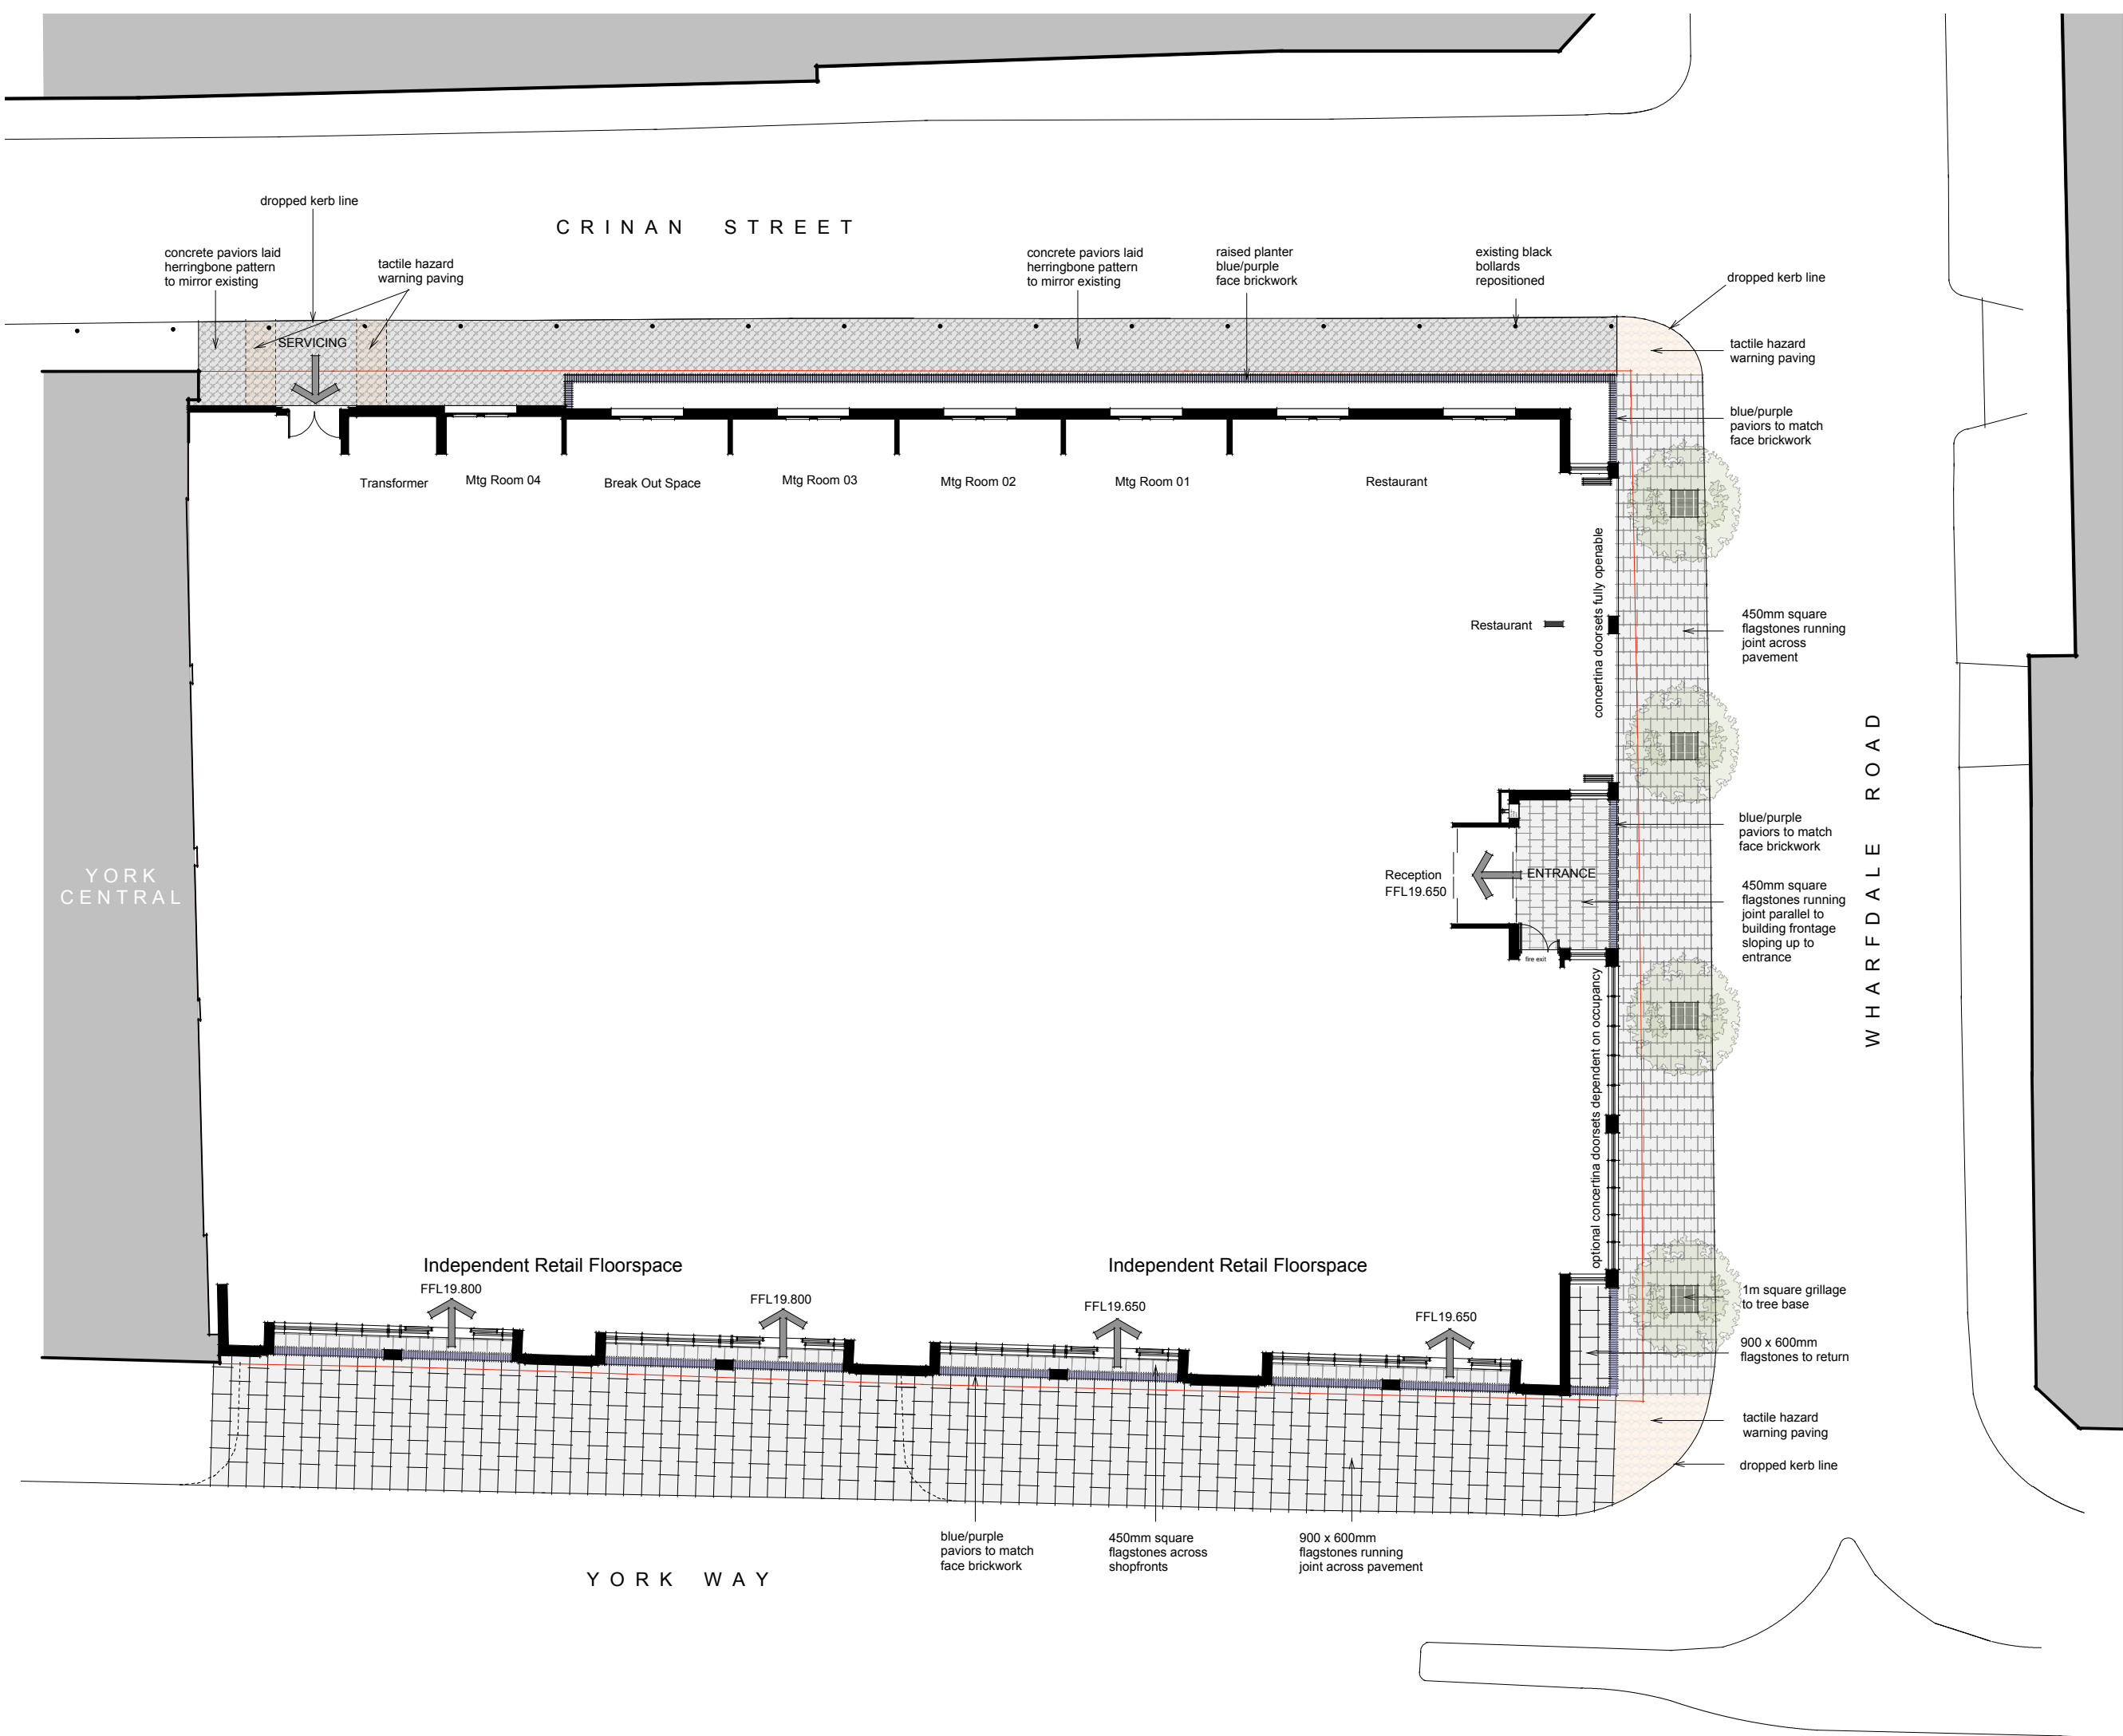 dropped kerb line
CRINAN STREET
concrete paviors laid
herringbone pattern
to mirror existing
tactile hazard
warning paving
concrete paviors laid
herringbone pattern
to mirror existing
raised planter
blue/purple
face brickwork
existing black
bollards
repositioned
dropped kerb line
SERVICING
tactile hazard
warning paving
blue/purple
paviors to match
face brickwork
Transformer
Mtg Room 04
Break Out Space
Mtg Room 03
Mtg Room 02
Mtg Room 01
Restaurant
concertina doorsets fully openable
Restaurant
450mm square
flagstones running
joint across
pavement
WHARFDALE ROAD
YORK
CENTRAL
Reception
FFL19.650
ENTRANCE
blue/purple
paviors to match
face brickwork
450mm square
flagstones running
joint parallel to
building frontage
sloping up to
entrance
fire exit
optional concertina doorsets dependent on occupancy
Independent Retail Floorspace
Independent Retail Floorspace
FFL19.800
FFL19.800
FFL19.650
FFL19.650
1m square grillage
to tree base
900 x 600mm
flagstones to return
tactile hazard
warning paving
dropped kerb line
blue/purple
paviors to match
face brickwork
450mm square
flagstones across
shopfronts
900 x 600mm
flagstones running
joint across pavement
YORK WAY